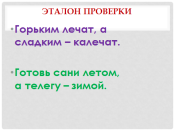 ЭТАЛОН ПРОВЕРКИ
•Горьким лечат, а
сладким – калечат.
•Готовь сани летом,
а телегу – зимой.